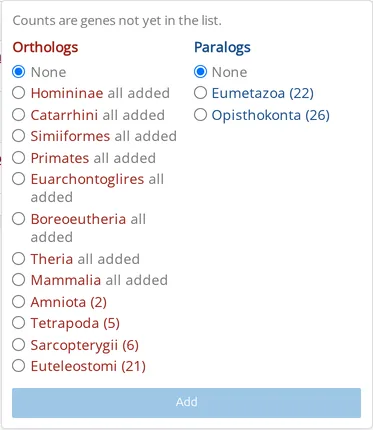 Counts are genes not yet in the list.
Orthologs
None
Homininae all added
Catarrhini all added
Simiiformes all added
Primates all added
Euarchontoglires all
added
Boreoeutheria all
added
Theria all added
Mammalia all added
Amniota (2)
Tetrapoda (5)
Sarcopterygii (6)
Euteleostomi (21)
Paralogs
None
Eumetazoa (22)
Opisthokonta (26)
Add